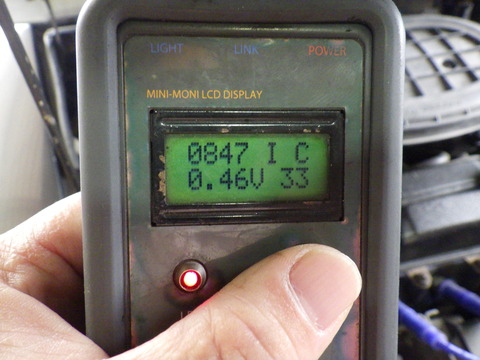 LIGHT LINK POWER
MINI-MONI LCD DISPLAY
0847 I C
0.46V 33